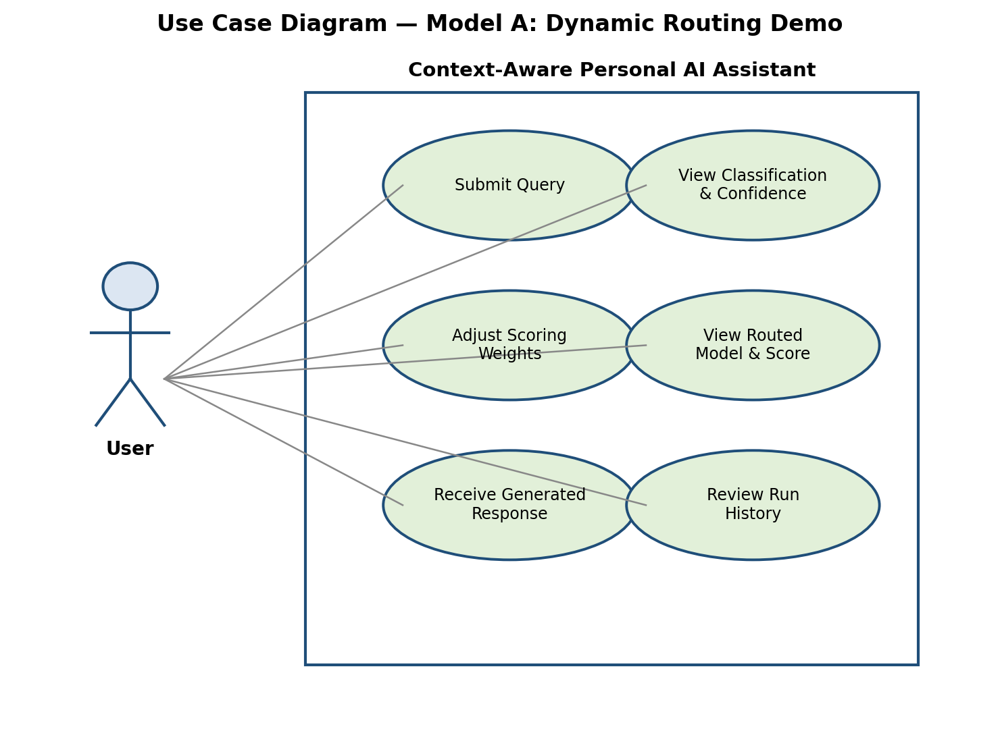 Use Case Diagram — Model A: Dynamic Routing Demo
Context-Aware Personal AI Assistant
Submit Query
View Classification
& Confidence
Adjust Scoring
Weights
View Routed
Model & Score
User
Receive Generated
Response
Review Run
History